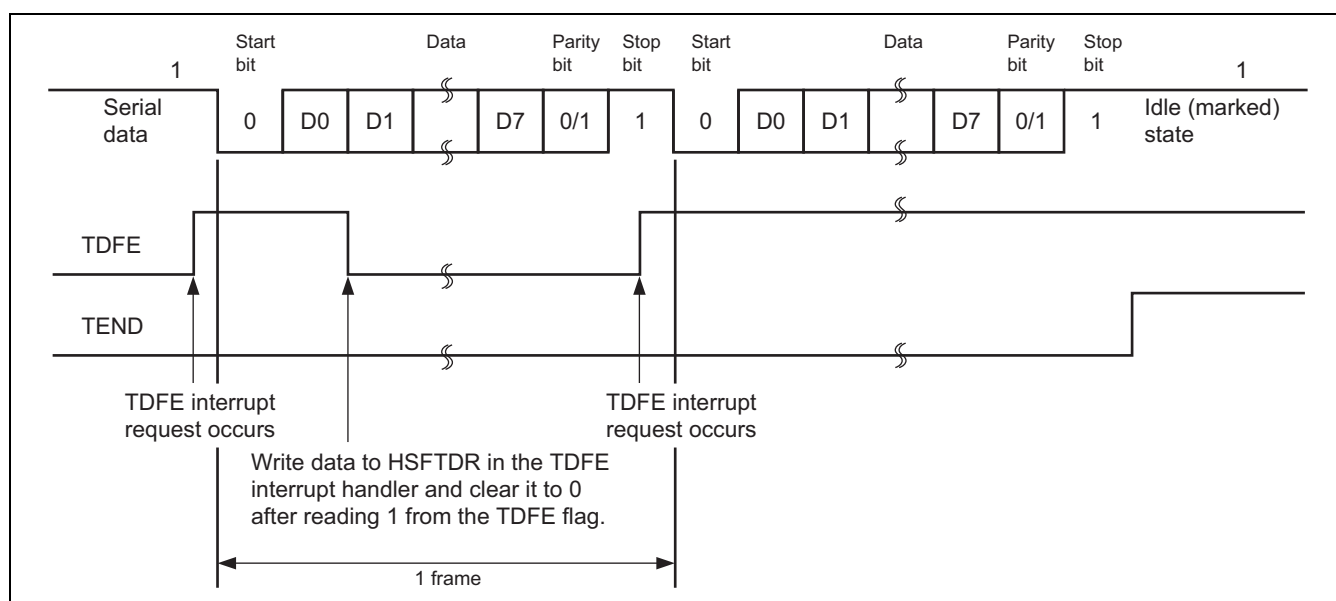 Start bit
Data
Parity bit
Stop bit
Start bit
Data
Parity bit
Stop bit
1
1
Serial data
0
D0
D1
D7
0/1
1
0
D0
D1
D7
0/1
1
Idle (marked) state
TDFE
TEND
TDFE interrupt
request occurs
TDFE interrupt
request occurs
Write data to HSFTDR in the TDFE
interrupt handler and clear it to 0
after reading 1 from the TDFE flag.
1 frame